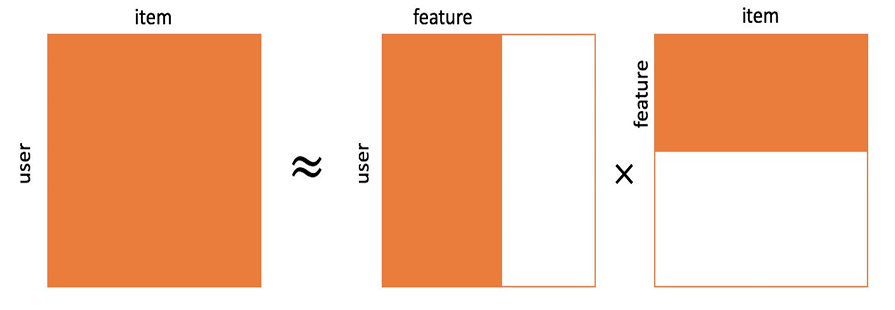 item
user
≈
feature
user
×
item
feature